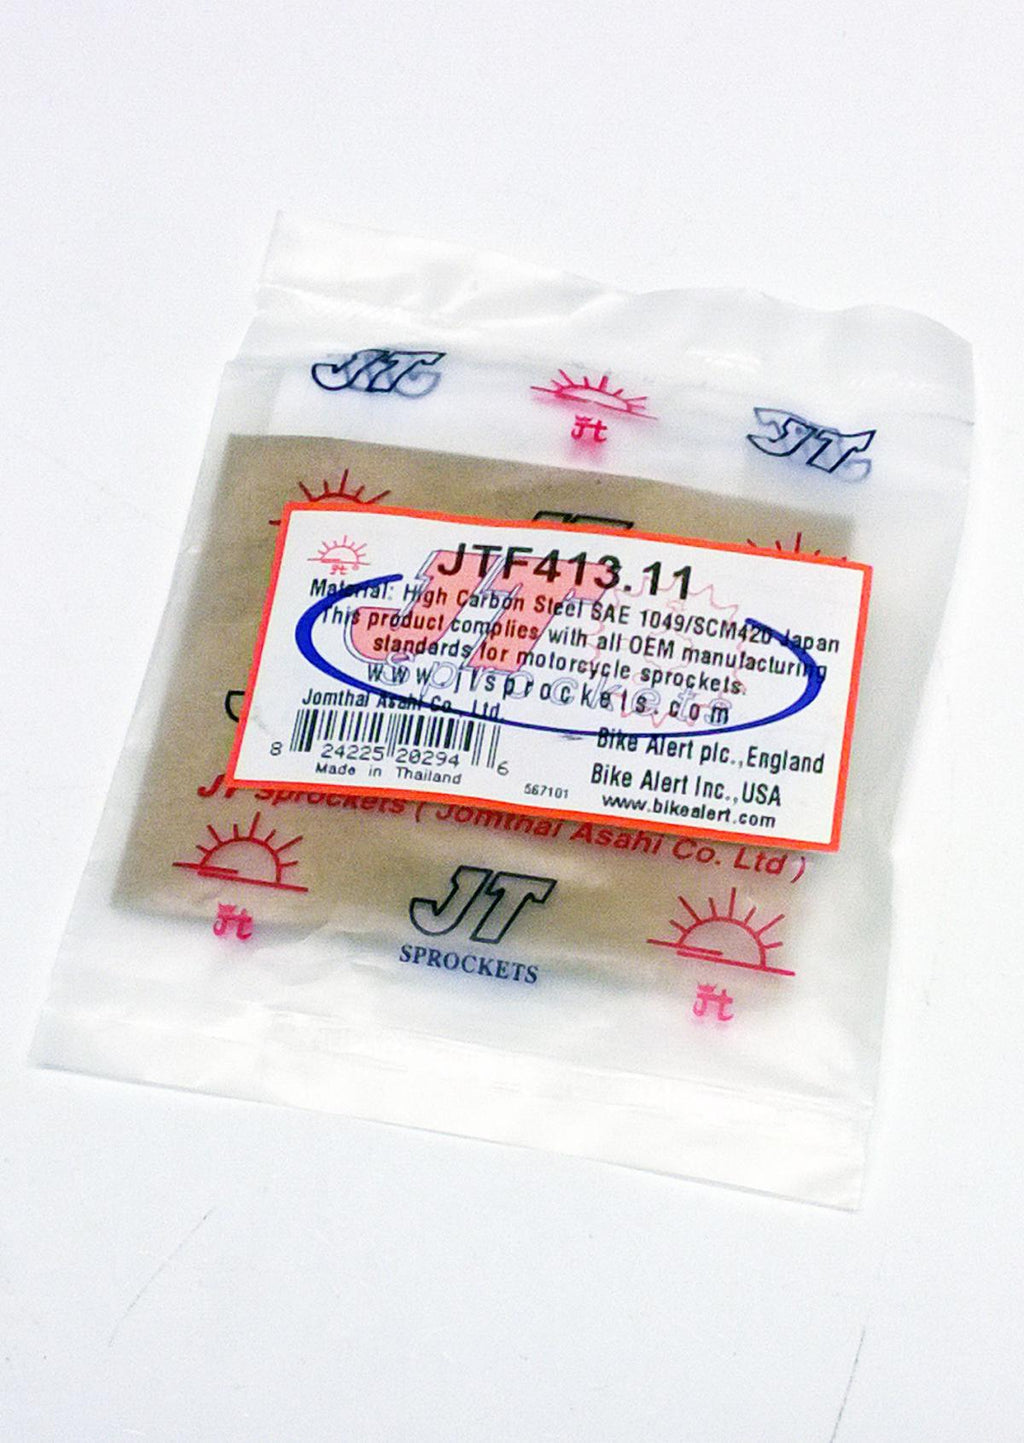 JT
jt
JT
JTF413.11
Material: High Carbon Steel SAE 1049/SCM420 Japan
This product complies with all OEM manufacturing
standards for motorcycle sprockets.
www.jtsprockets.com
Jomthai Asahi Co., Ltd.
8 24225 20294 6
Made in Thailand
567101
Bike Alert plc.,England
Bike Alert Inc.,USA
www.bikealert.com
JT Sprockets ( Jomthai Asahi Co. Ltd )
jt
JT
SPROCKETS
jt